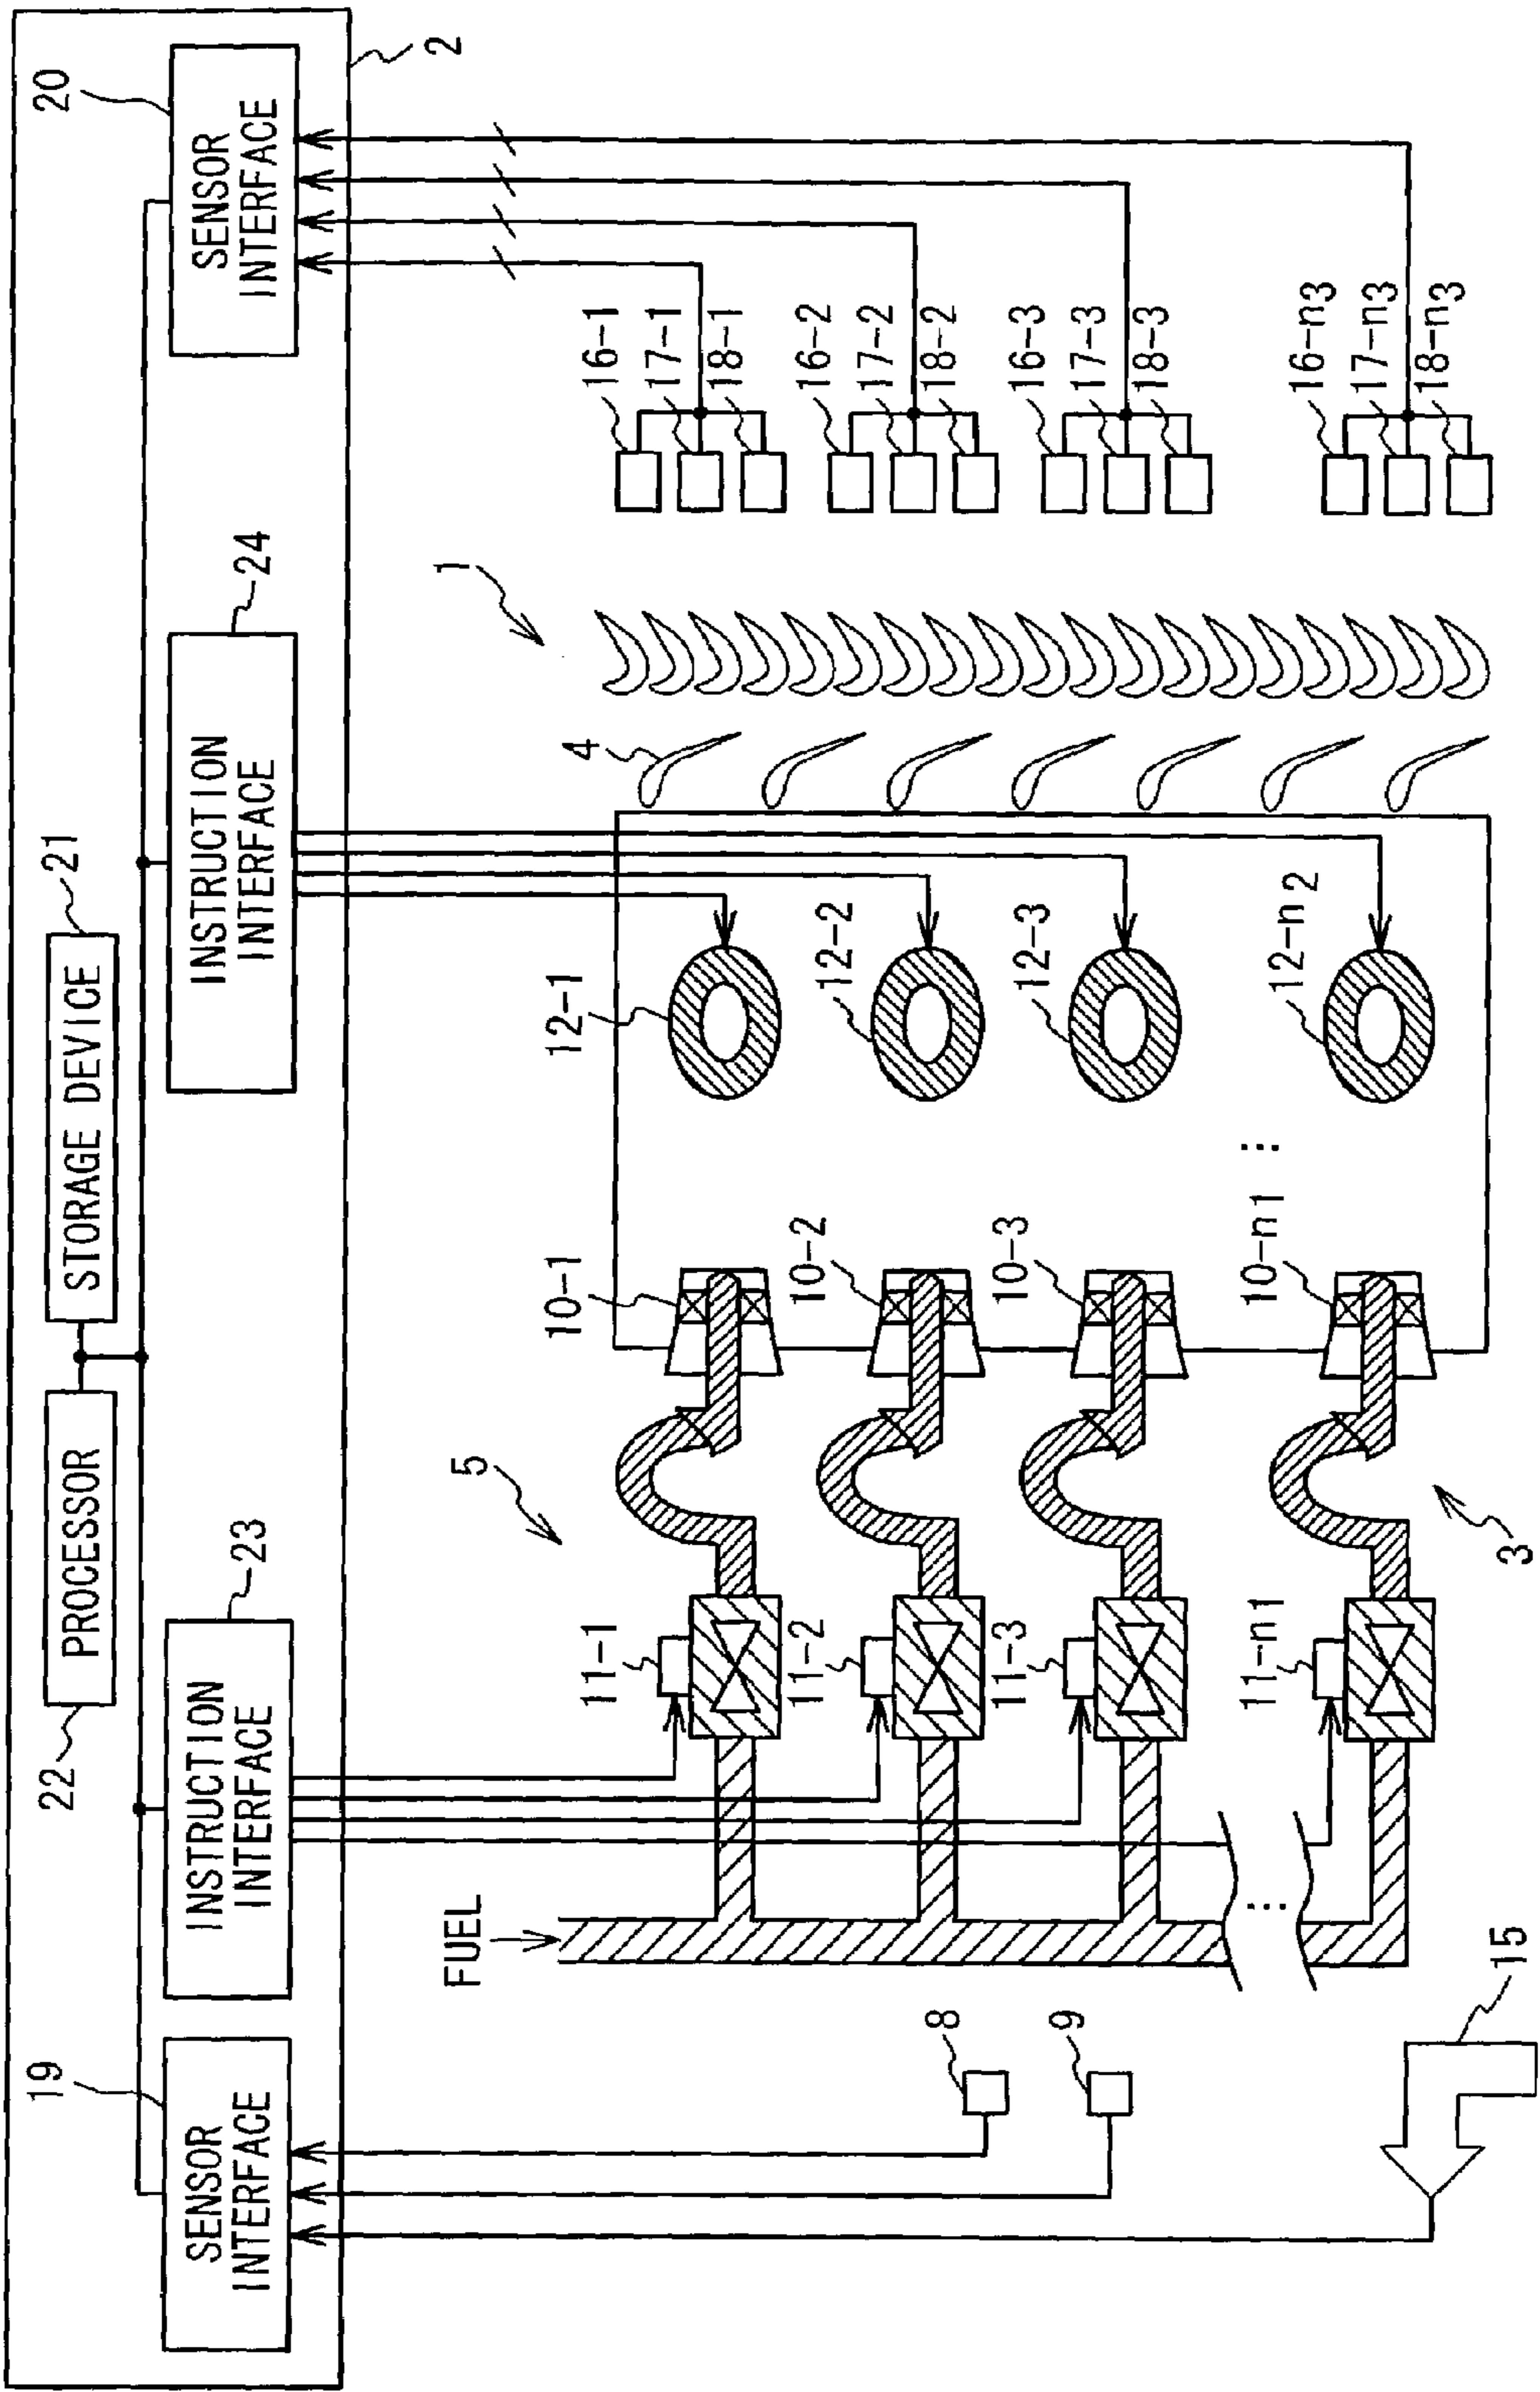 22
PROCESSOR
STORAGE DEVICE
21
19
SENSOR
INTERFACE
INSTRUCTION
INTERFACE
23
INSTRUCTION
INTERFACE
24
SENSOR
INTERFACE
20
2
FUEL
5
1
8
9
15
11-1
11-2
11-3
11-n1
10-1
10-2
10-3
10-n1
12-1
12-2
12-3
12-n2
4
3
16-1
17-1
18-1
16-2
17-2
18-2
16-3
17-3
18-3
16-n3
17-n3
18-n3